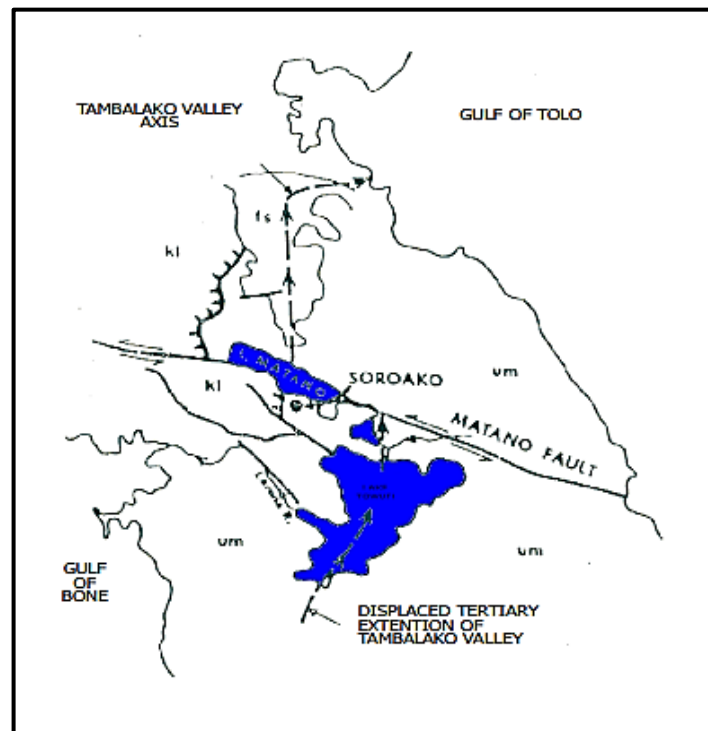 TAMBALAKO VALLEY
AXIS
GULF OF TOLO
fs
kl
L. MATANO
SOROAKO
um
kl
MATANO FAULT
um
um
GULF
OF
BONE
DISPLACED TERTIARY
EXTENTION OF
TAMBALAKO VALLEY